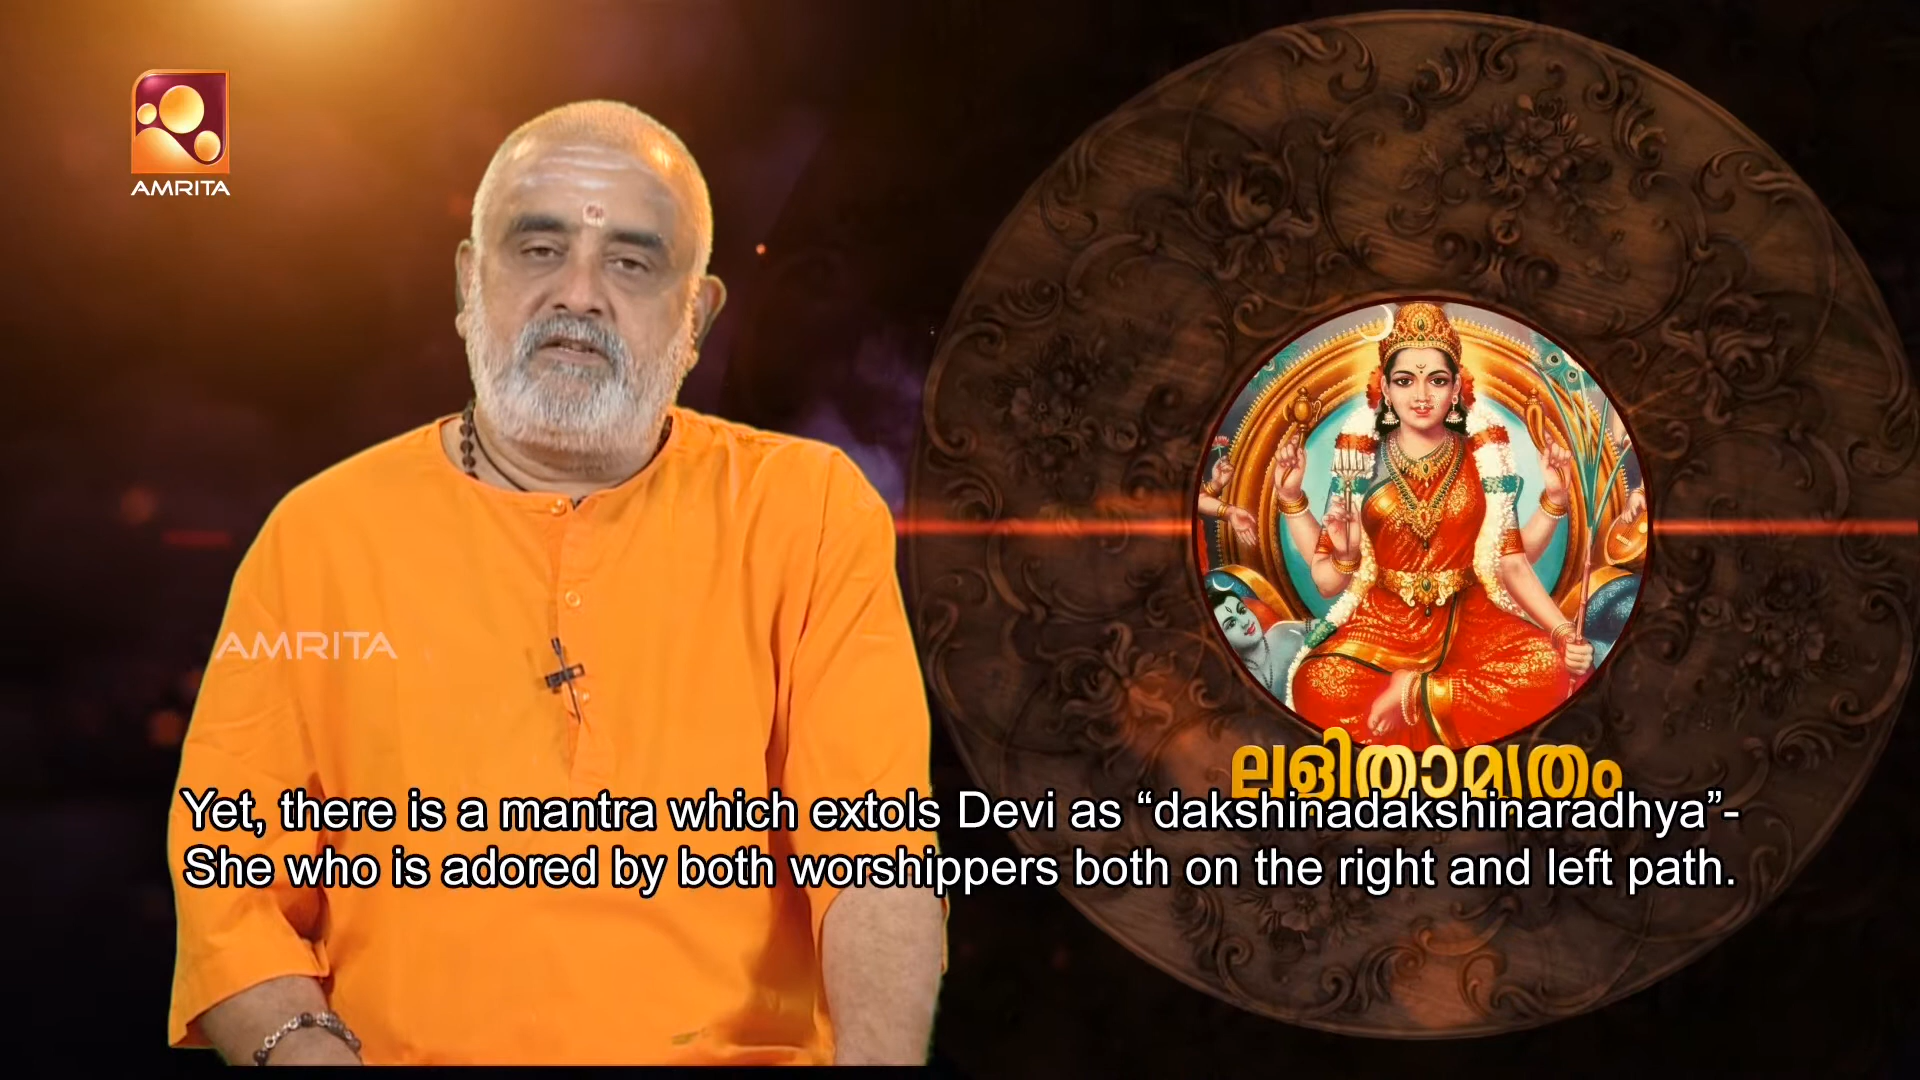 AMRITA
AMRITA
ലളിതാമൃതം
Yet, there is a mantra which extols Devi as “dakshinadakshinaradhya”-
She who is adored by both worshippers both on the right and left path.